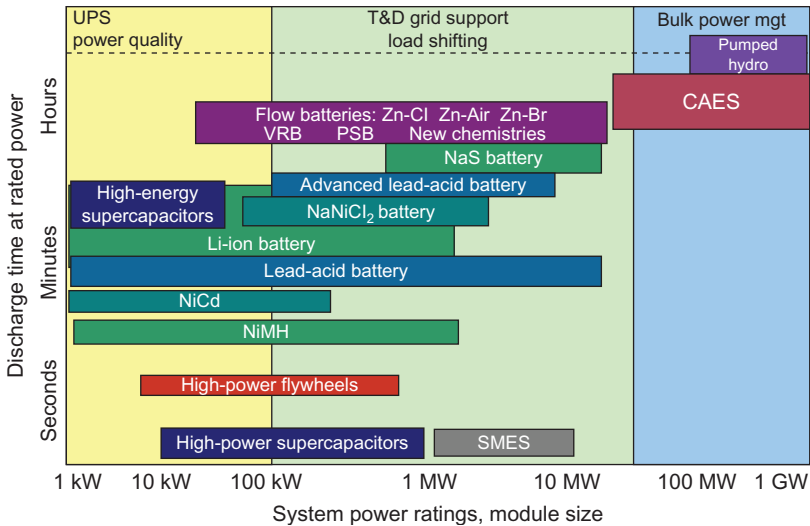 UPS
power quality
T&D grid support
load shifting
Bulk power mgt
Pumped
hydro
CAES
Flow batteries: Zn-Cl Zn-Air Zn-Br
VRB PSB New chemistries
NaS battery
Advanced lead-acid battery
High-energy
supercapacitors
NaNiCl₂ battery
Li-ion battery
Lead-acid battery
NiCd
NiMH
High-power flywheels
High-power supercapacitors
SMES
Discharge time at rated power
Hours
Minutes
Seconds
1 kW 10 kW 100 kW 1 MW 10 MW 100 MW 1 GW
System power ratings, module size